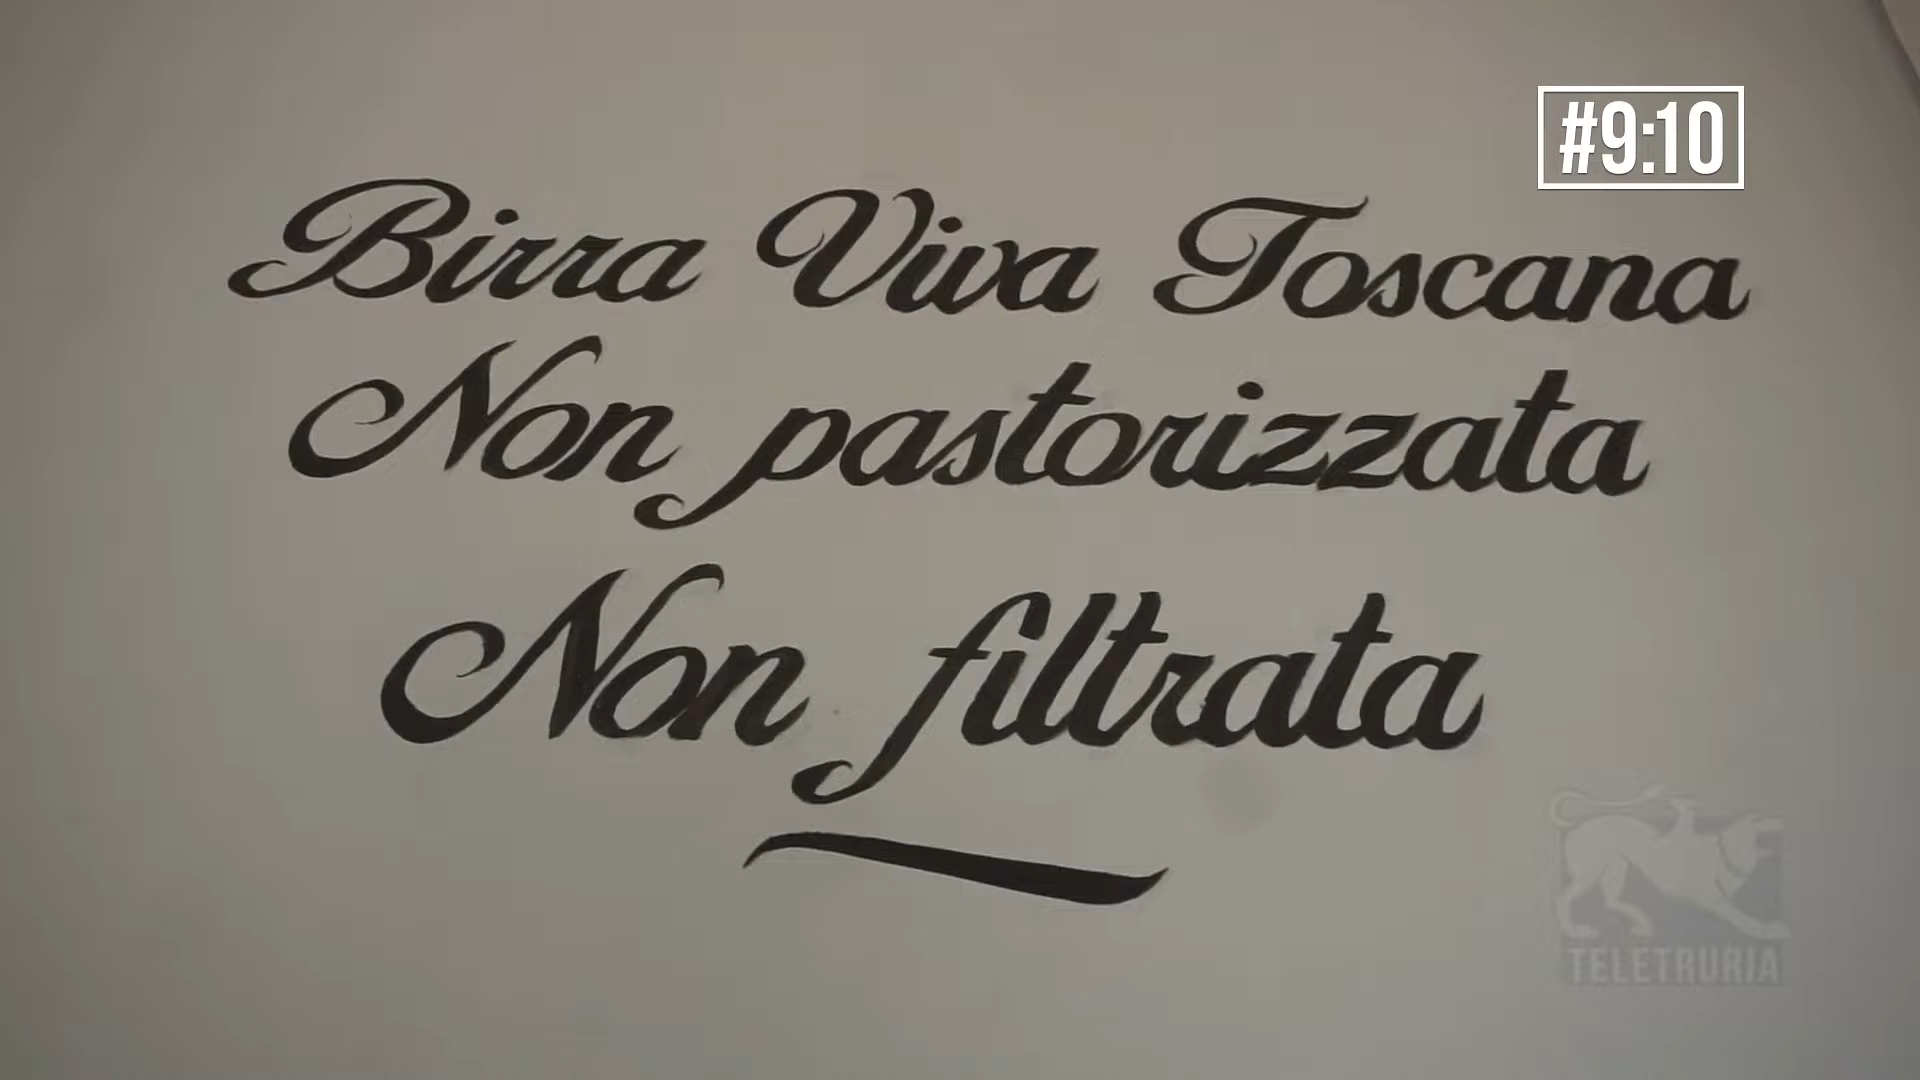 #9:10
Birra Viva Toscana
Non pastorizzata
Non filtrata
TELETRURIA